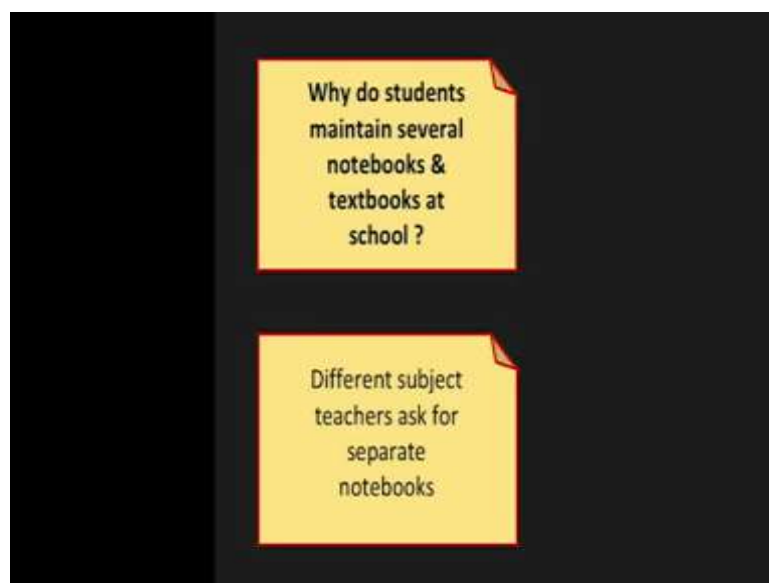 Why do students
maintain several
notebooks &
textbooks at
school ?
Different subject
teachers ask for
separate
notebooks